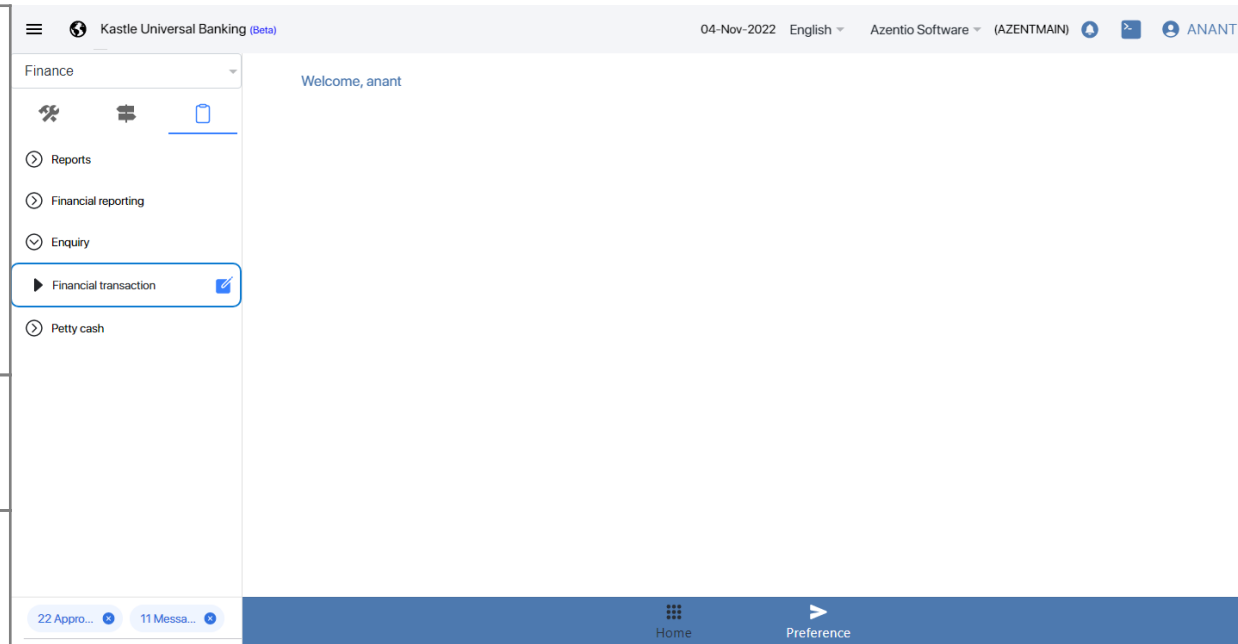 Kastle Universal Banking (Beta)
04-Nov-2022 English Azentio Software (AZENTMAIN) ANANT
Finance
Welcome, anant
Reports
Financial reporting
Enquiry
Financial transaction
Petty cash
22 Appro... 11 Messa...
Home Preference